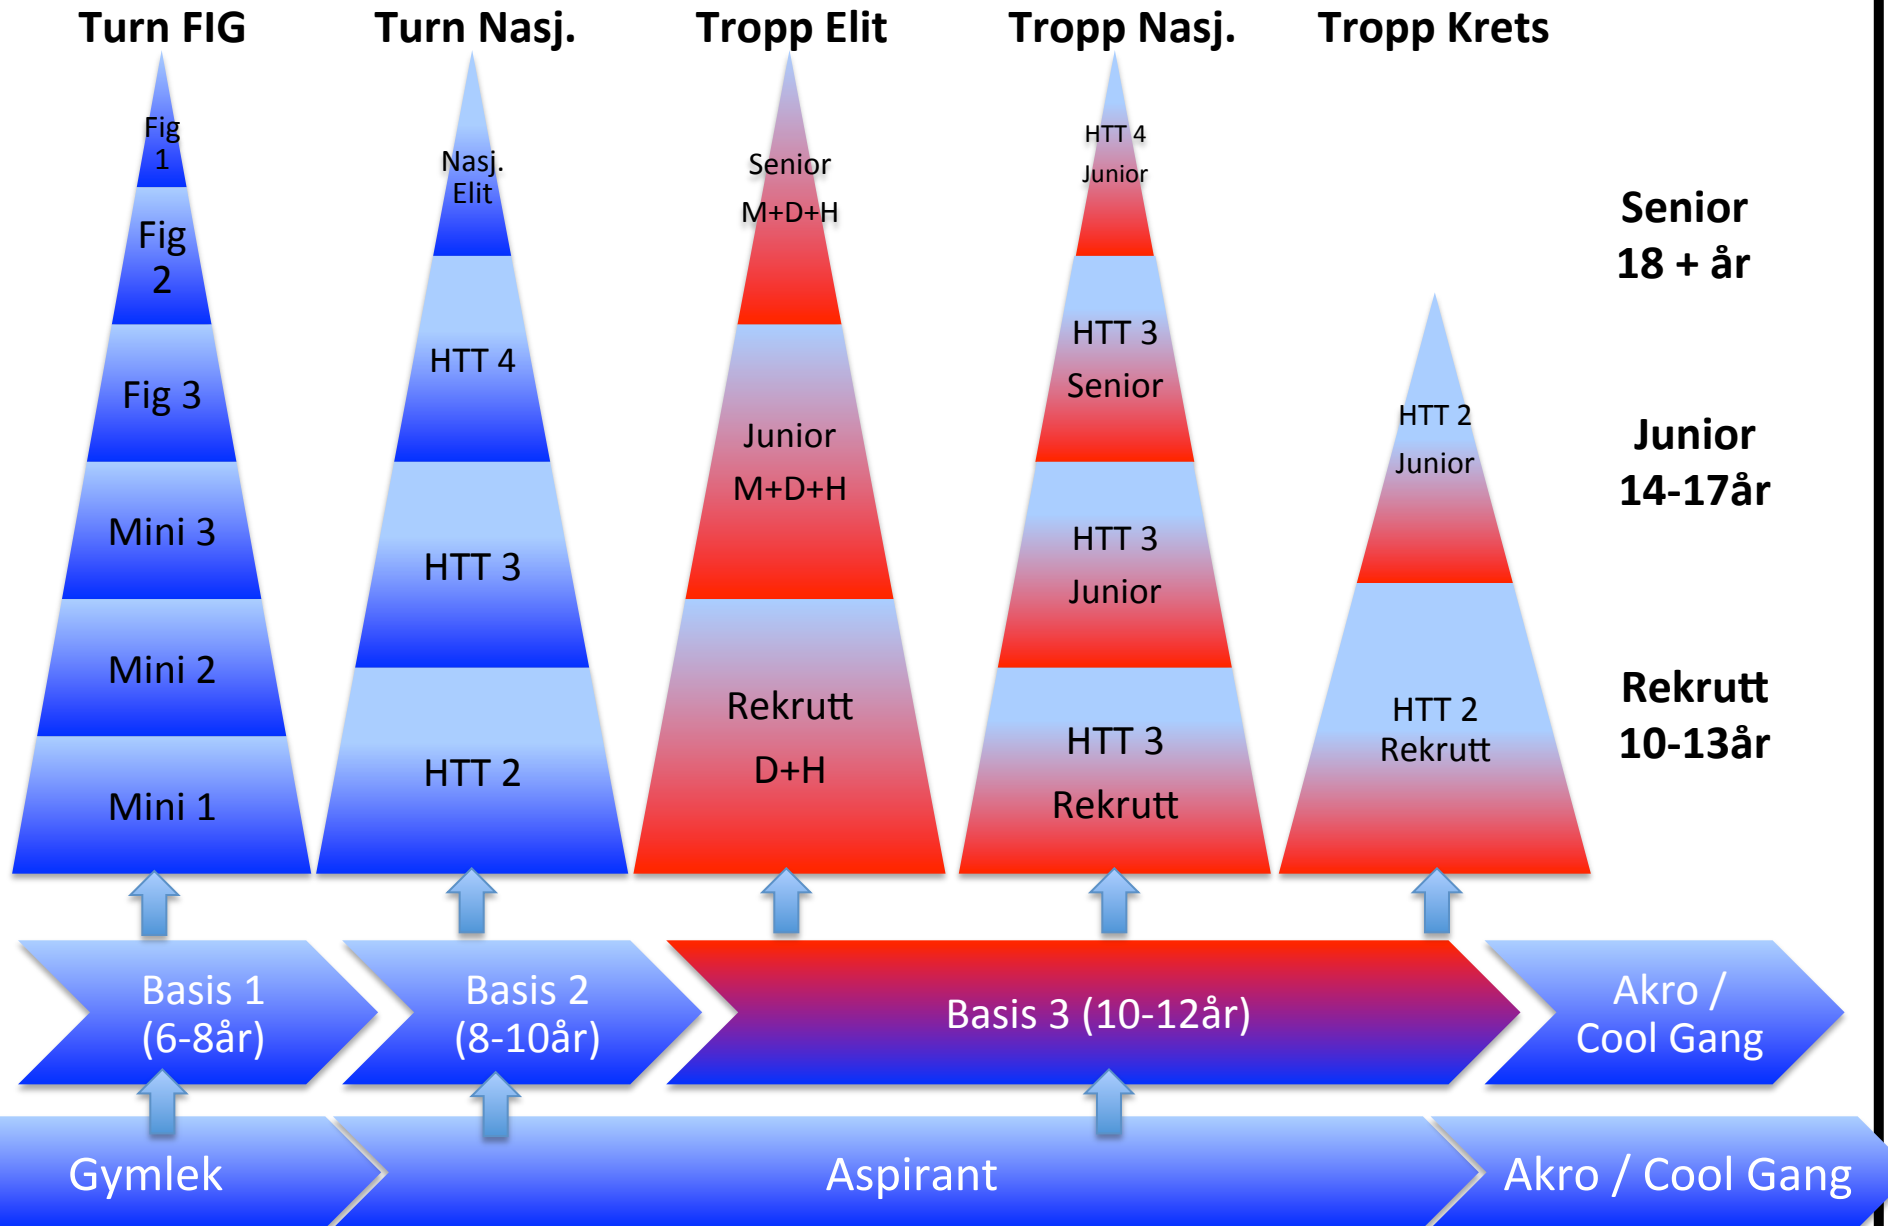 Turn FIG
Turn Nasj.
Tropp Elit
Tropp Nasj.
Tropp Krets
Fig
1
Fig
2
Fig 3
Mini 3
Mini 2
Mini 1
Nasj.
Elit
HTT 4
HTT 3
HTT 2
Senior
M+D+H
Junior
M+D+H
Rekrutt
D+H
HTT 4
Junior
HTT 3
Senior
HTT 3
Junior
HTT 3
Rekrutt
HTT 2
Junior
HTT 2
Rekrutt
Senior
18 + år
Junior
14-17år
Rekrutt
10-13år
Basis 1
(6-8år)
Basis 2
(8-10år)
Basis 3 (10-12år)
Akro /
Cool Gang
Gymlek
Aspirant
Akro / Cool Gang